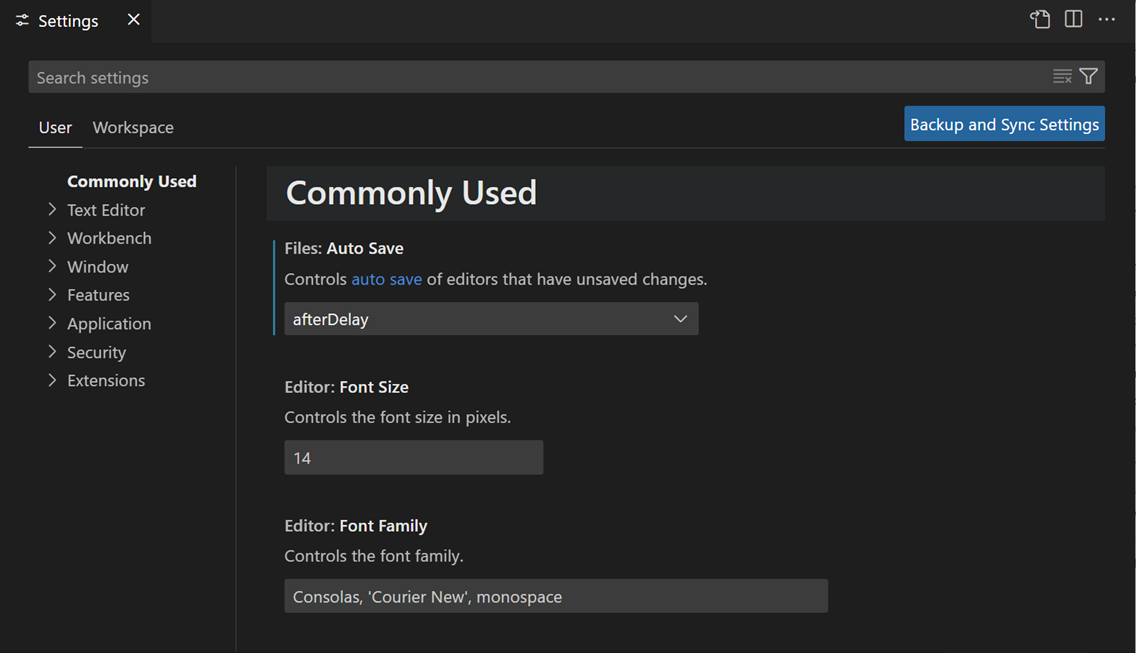 Settings
Search settings
User Workspace
Backup and Sync Settings
Commonly Used
Text Editor
Workbench
Window
Features
Application
Security
Extensions
Commonly Used
Files: Auto Save
Controls auto save of editors that have unsaved changes.
afterDelay
Editor: Font Size
Controls the font size in pixels.
14
Editor: Font Family
Controls the font family.
Consolas, 'Courier New', monospace